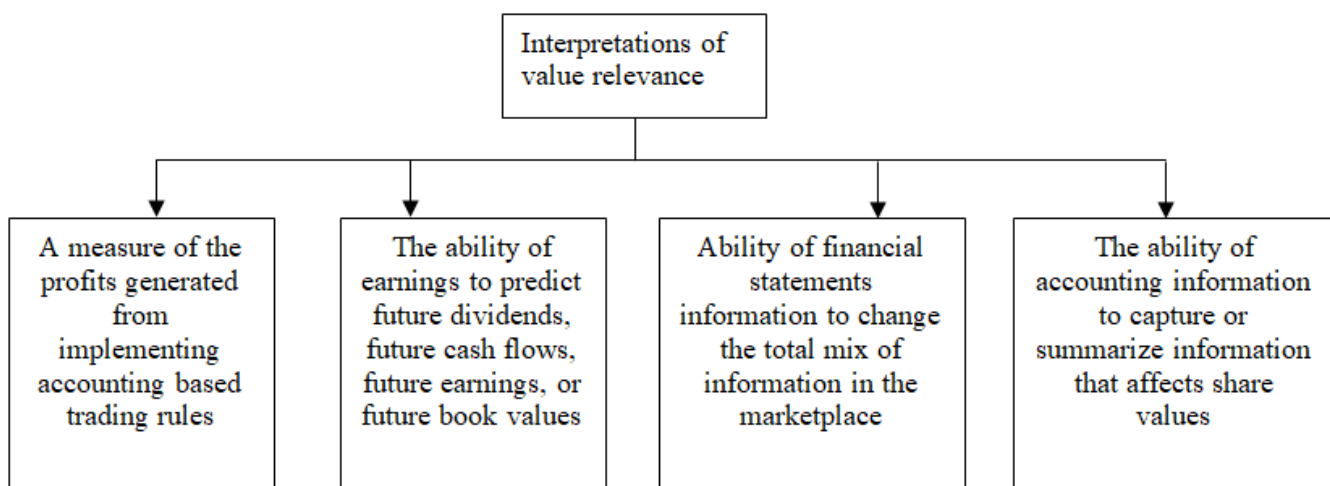 Interpretations of
value relevance
A measure of the
profits generated
from
implementing
accounting based
trading rules
The ability of
earnings to predict
future dividends,
future cash flows,
future earnings, or
future book values
Ability of financial
statements
information to change
the total mix of
information in the
marketplace
The ability of
accounting information
to capture or
summarize information
that affects share
values